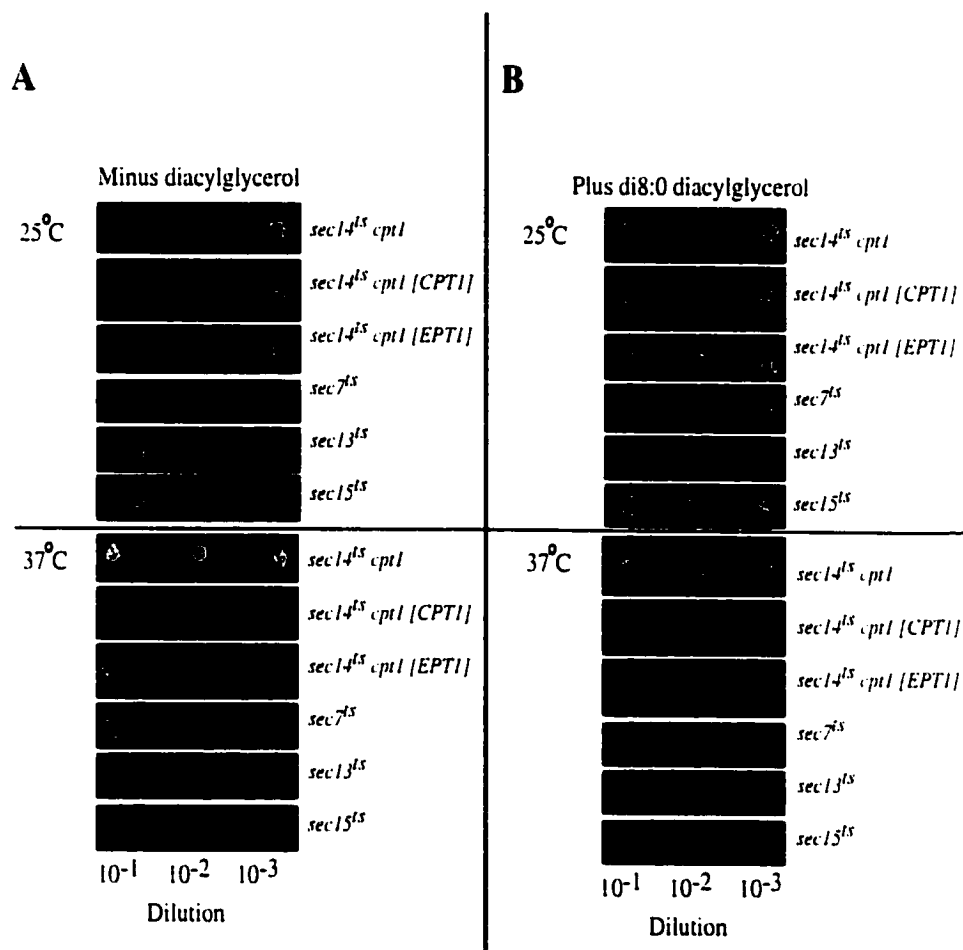 A
Minus diacylglycerol
25°C
sec14ts cpt1
sec14ts cpt1 [CPT1]
sec14ts cpt1 [EPT1]
sec7ts
sec13ts
sec15ts
37°C
sec14ts cpt1
sec14ts cpt1 [CPT1]
sec14ts cpt1 [EPT1]
sec7ts
sec13ts
sec15ts
10-1 10-2 10-3
Dilution
B
Plus di8:0 diacylglycerol
25°C
sec14ts cpt1
sec14ts cpt1 [CPT1]
sec14ts cpt1 [EPT1]
sec7ts
sec13ts
sec15ts
37°C
sec14ts cpt1
sec14ts cpt1 [CPT1]
sec14ts cpt1 [EPT1]
sec7ts
sec13ts
sec15ts
10-1 10-2 10-3
Dilution